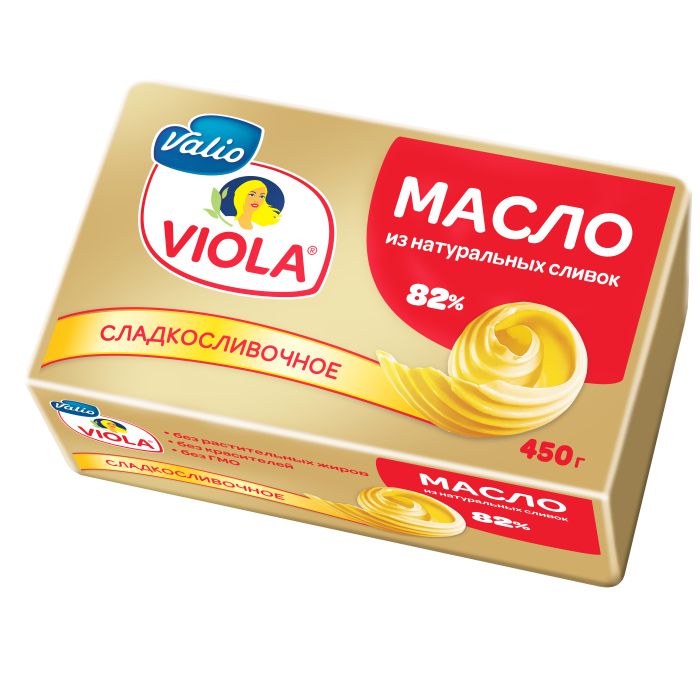 Valio
VIOLA®
МАСЛО
из натуральных сливок
82%
СЛАДКОСЛИВОЧНОЕ
450 г
Valio
VIOLA®
• без растительных жиров
• без красителей
• без ГМО
СЛАДКОСЛИВОЧНОЕ
МАСЛО
из натуральных сливок
82%